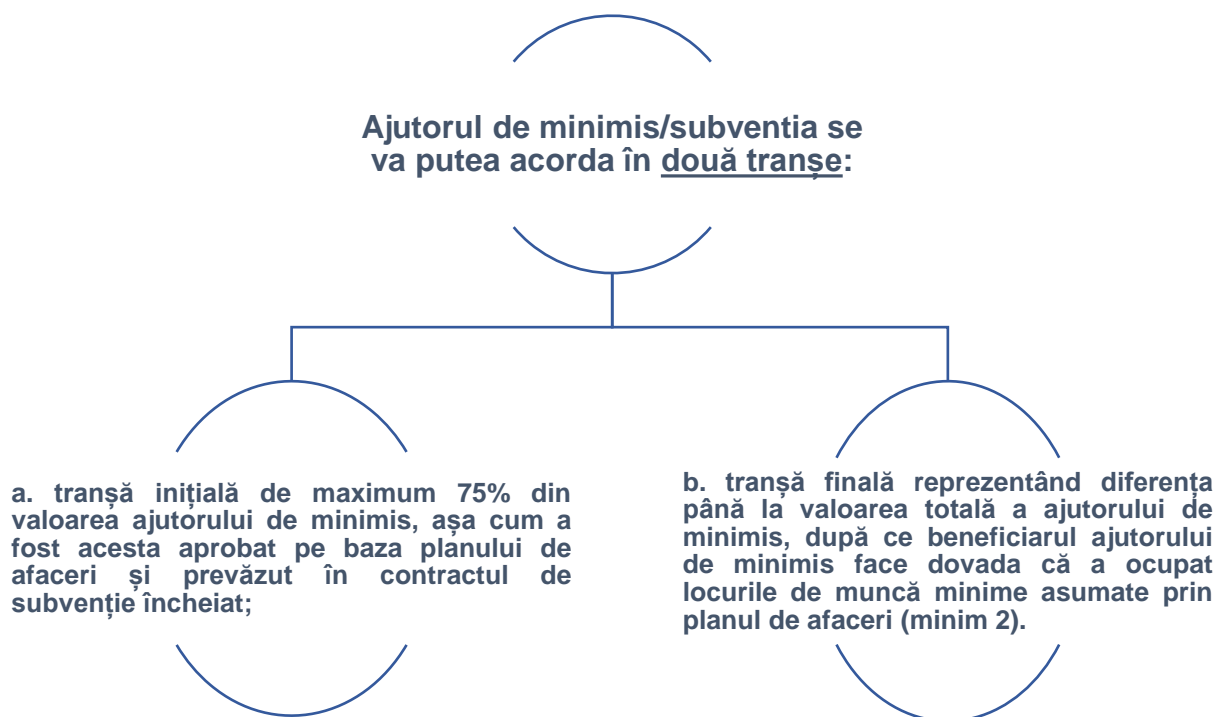 Ajutorul de minimis/subventia se
va putea acorda în două tranșe:
a. tranșă inițială de maximum 75% din
valoarea ajutorului de minimis, așa cum a
fost acesta aprobat pe baza planului de
afaceri și prevăzut în contractul de
subvenție încheiat;
b. tranșă finală reprezentând diferența
până la valoarea totală a ajutorului de
minimis, după ce beneficiarul ajutorului
de minimis face dovada că a ocupat
locurile de muncă minime asumate prin
planul de afaceri (minim 2).